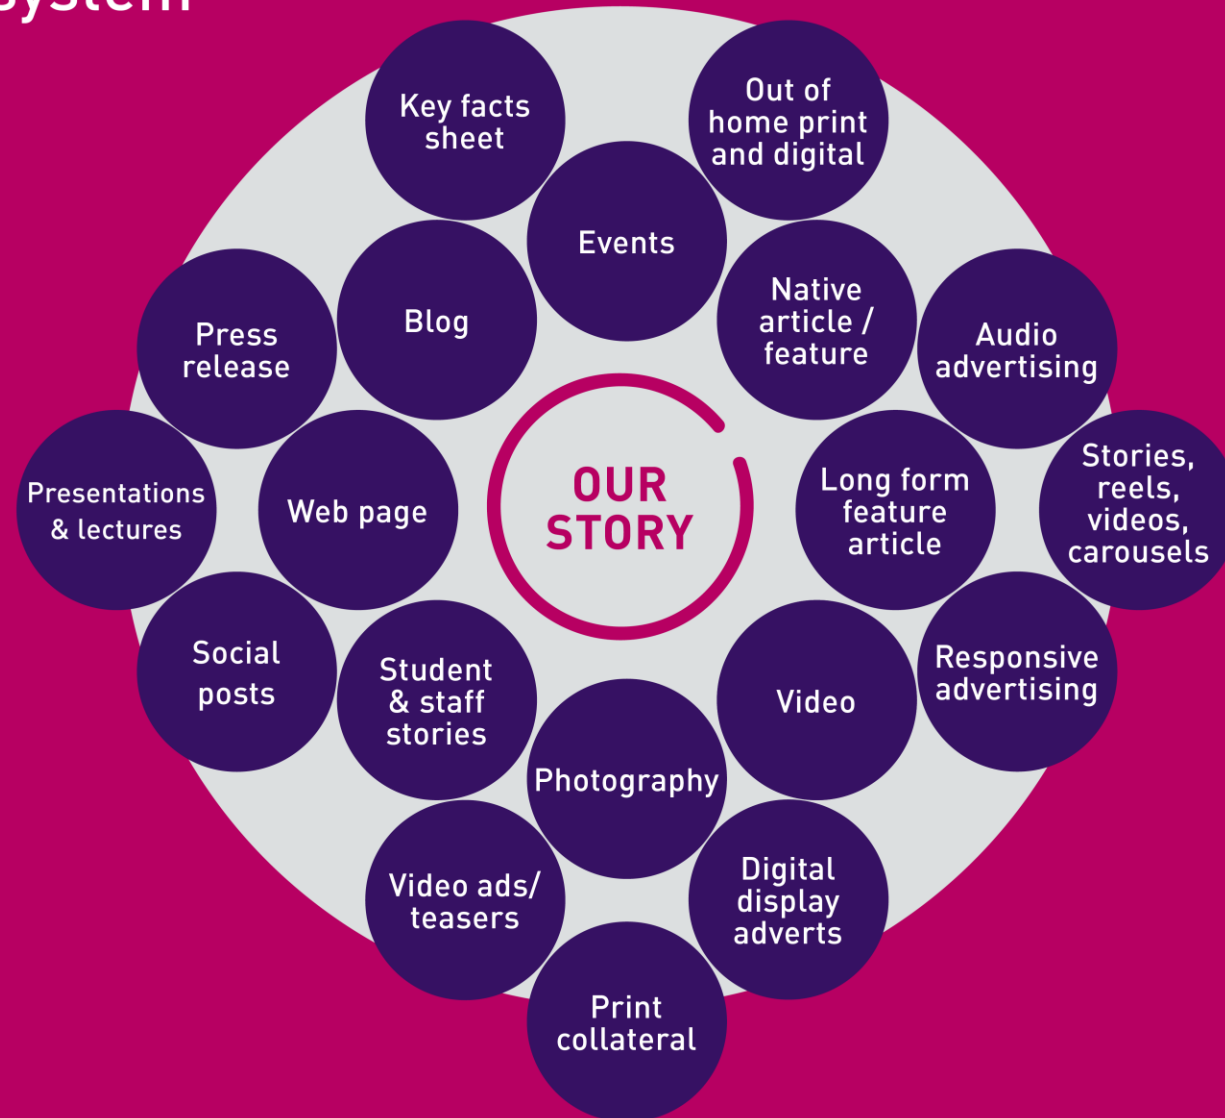 Key facts
sheet
Out of
home print
and digital
Events
Blog
Native
article /
feature
Press
release
Audio
advertising
Presentations
& lectures
Web page
OUR
STORY
Long form
feature
article
Stories,
reels,
videos,
carousels
Social
posts
Student
& staff
stories
Video
Responsive
advertising
Photography
Video ads/
teasers
Digital
display
adverts
Print
collateral